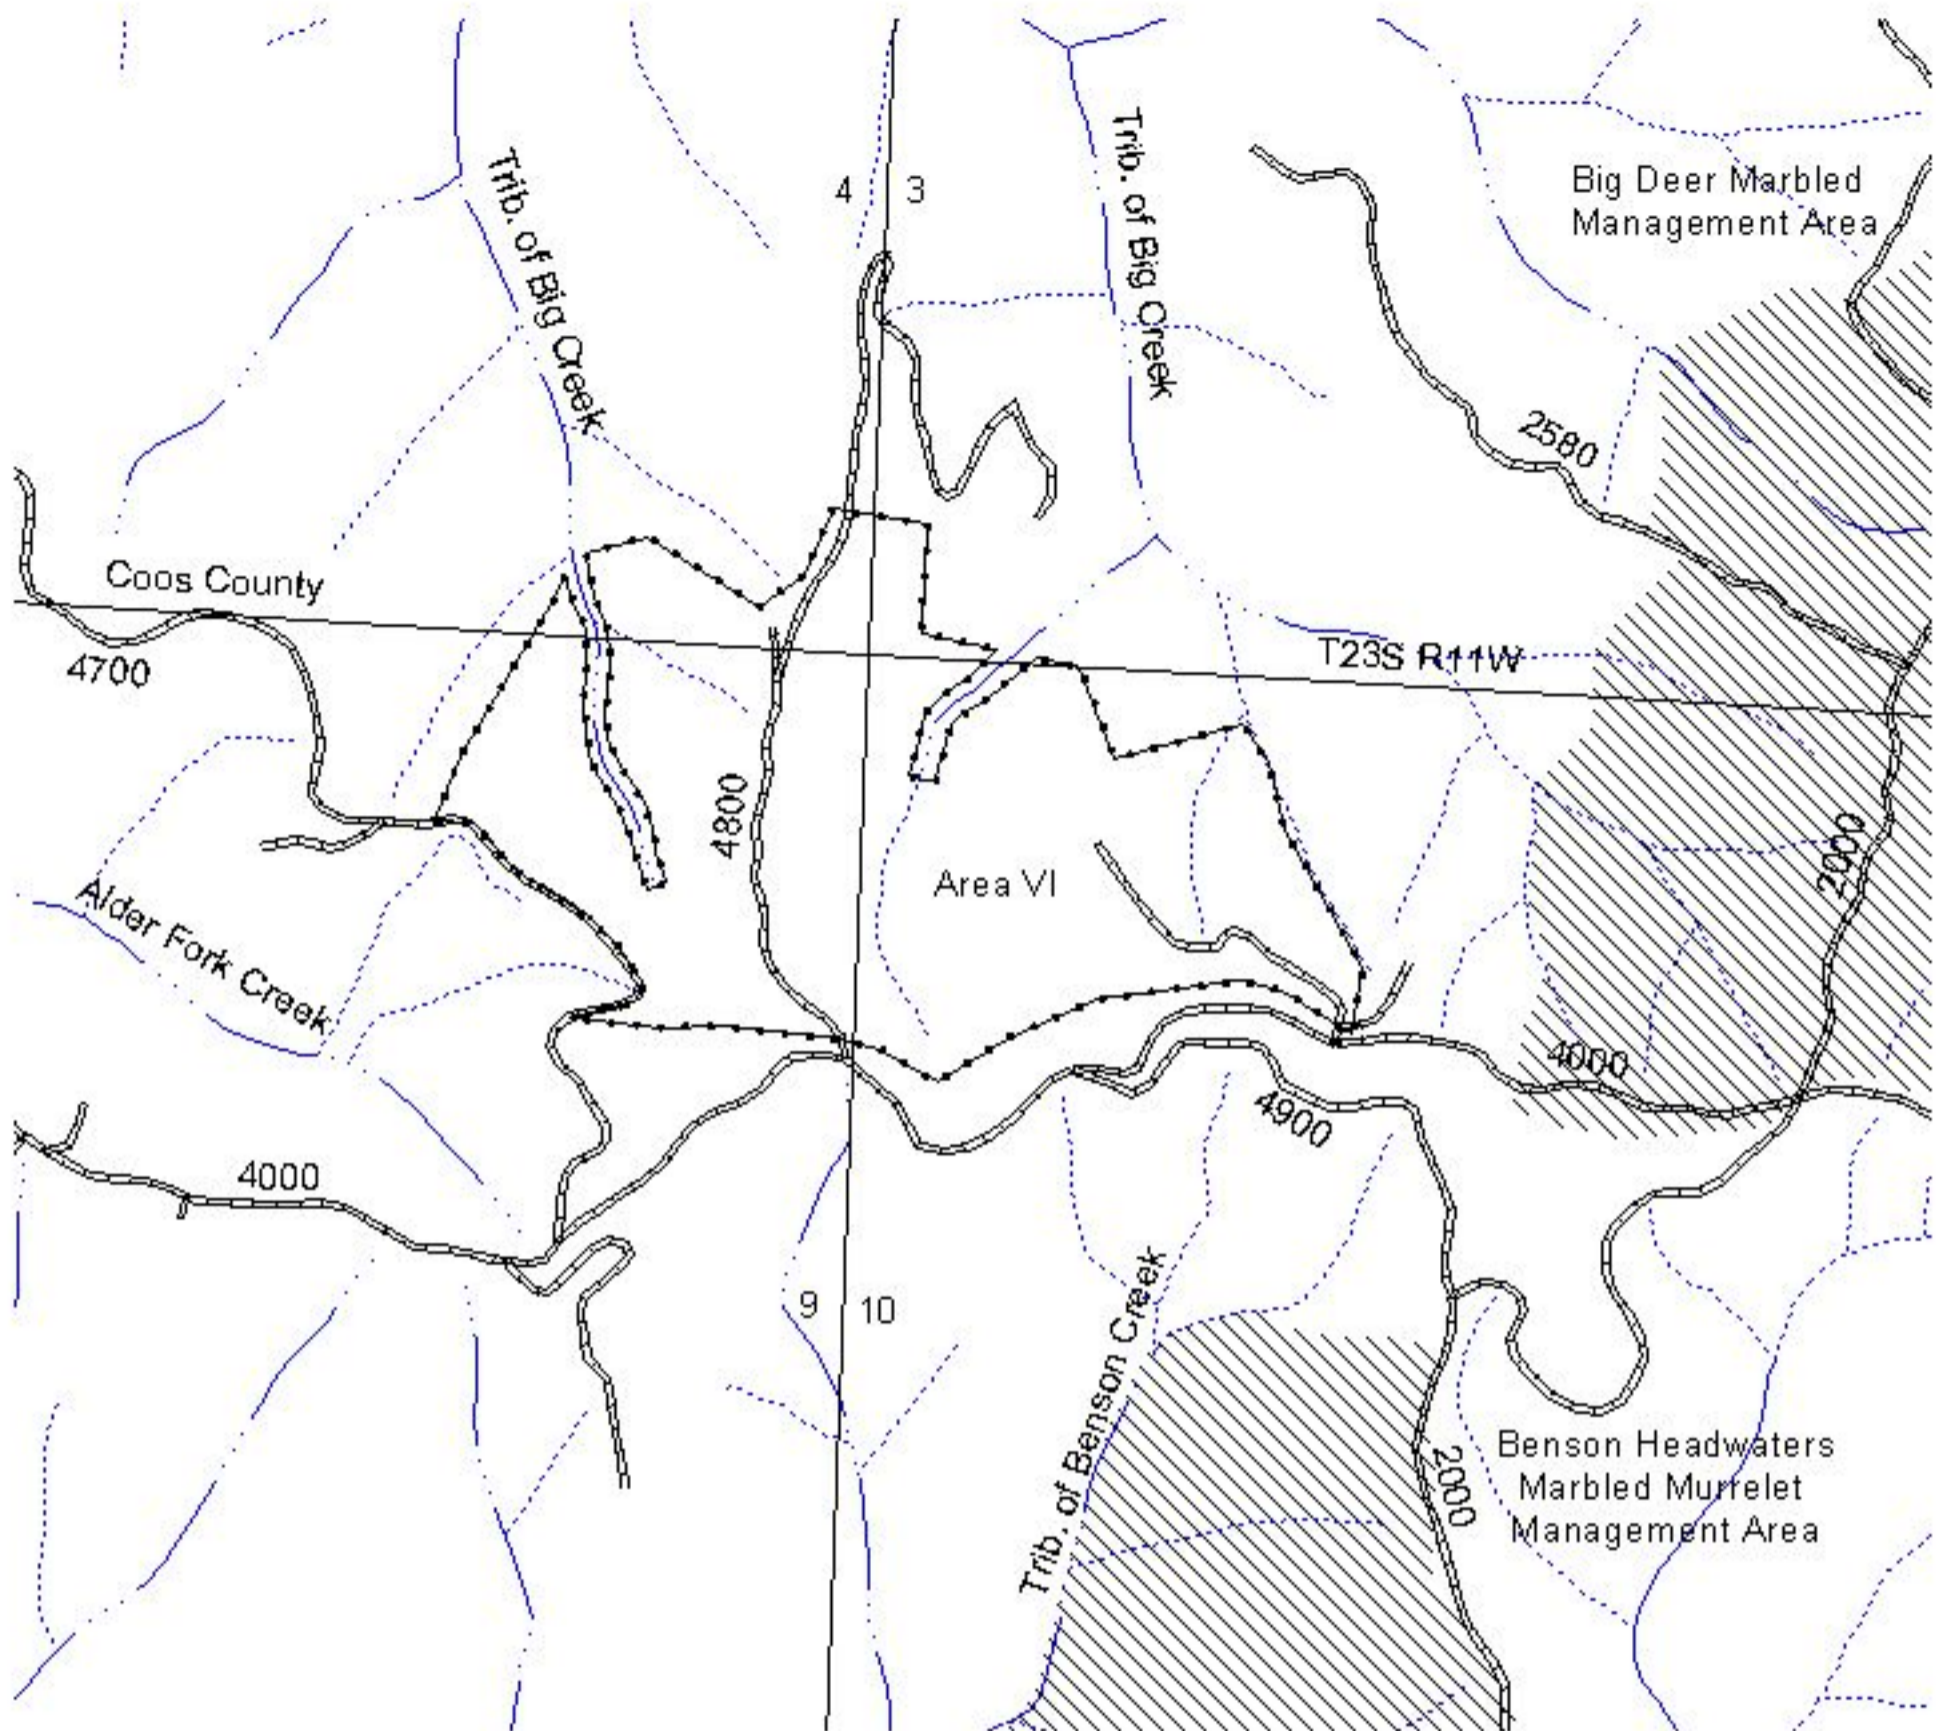 Trib. of Big Creek
4 3
Trib. of Big Creek
Big Deer Marbled
Management Area
2580
Coos County
4700
T23S R11W
4800
Area VI
2000
Alder Fork Creek
4000
4900
4000
9 10
Trib. of Benson Creek
2000
Benson Headwaters
Marbled Murrelet
Management Area